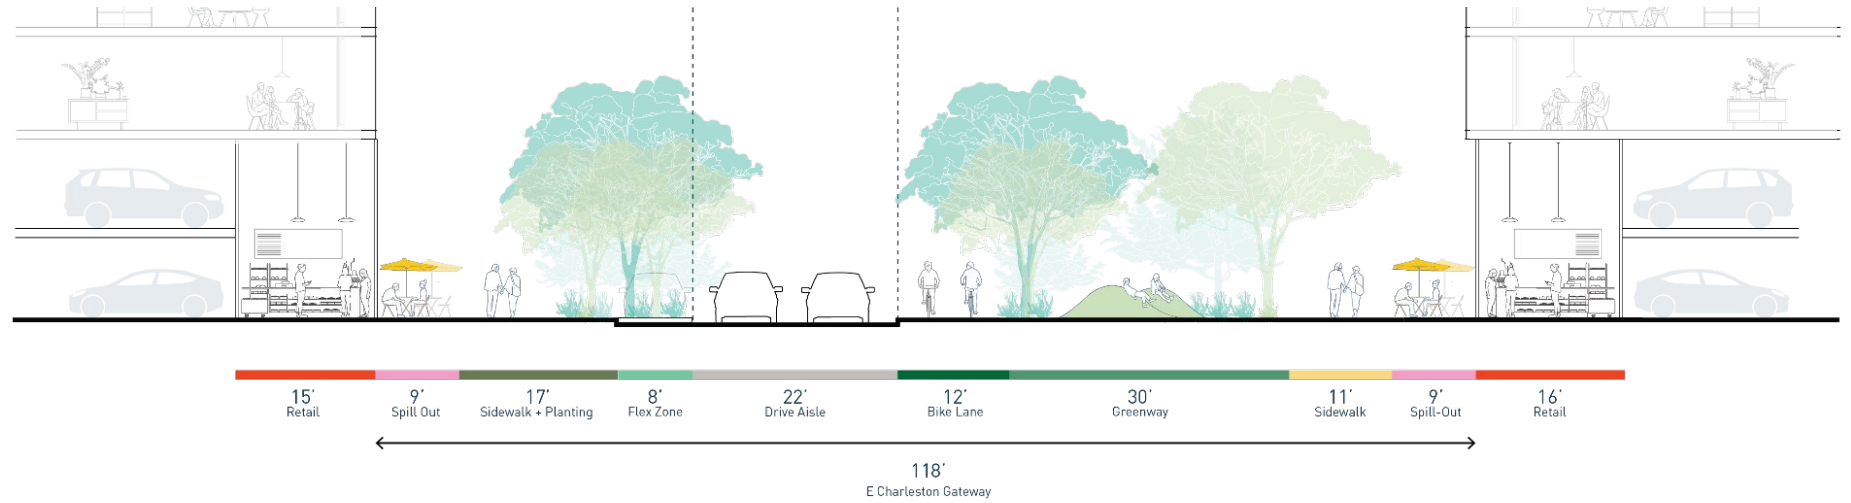 15’
Retail
9’
Spill Out
17’
Sidewalk + Planting
8’
Flex Zone
22’
Drive Aisle
12’
Bike Lane
30’
Greenway
11’
Sidewalk
9’
Spill-Out
16’
Retail
118’
E Charleston Gateway